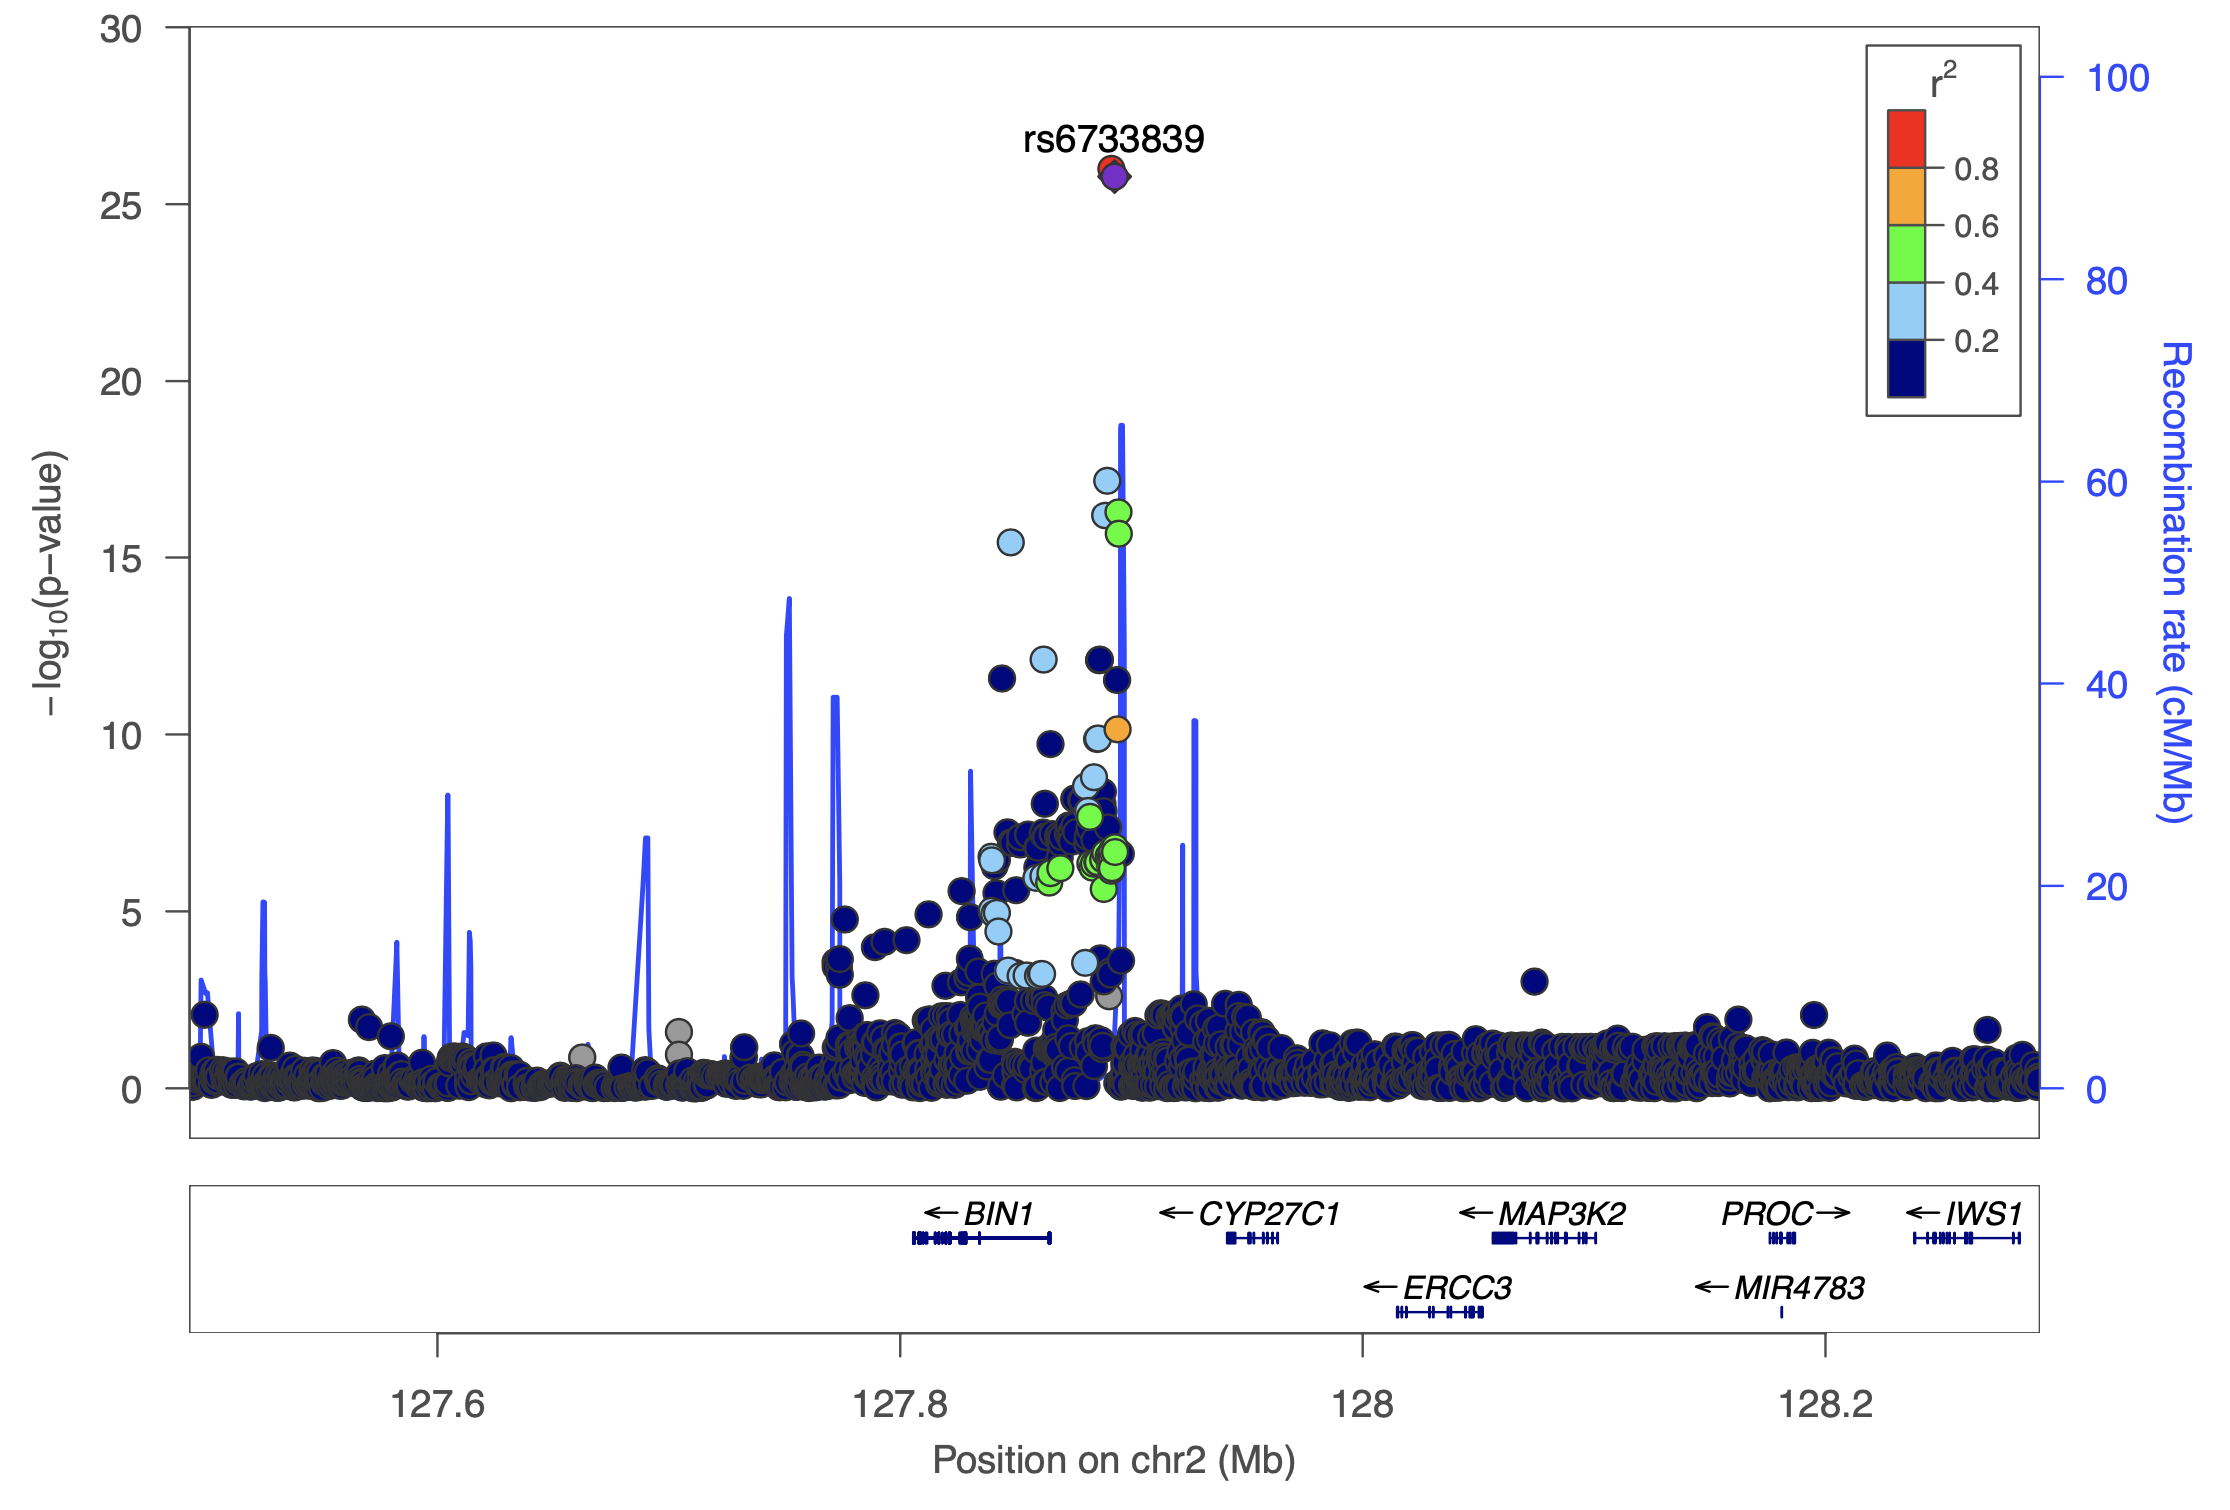 30
25
20
15
10
5
0
− log10(p−value)
rs6733839
r2
0.8
0.6
0.4
0.2
100
80
60
40
20
0
Recombination rate (cM/Mb)
←BIN1
←CYP27C1
←MAP3K2
PROC→
←IWS1
←ERCC3
←MIR4783
127.6
127.8
128
128.2
Position on chr2 (Mb)